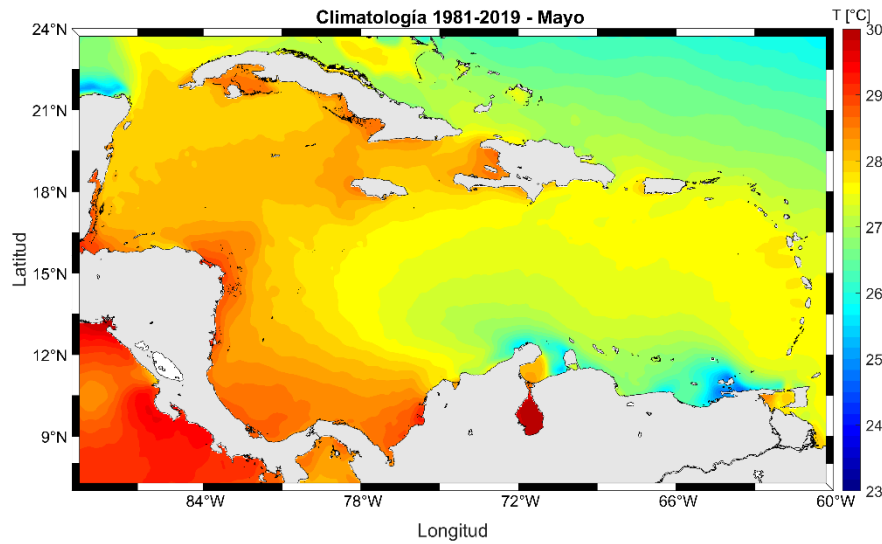 Climatología 1981-2019 - Mayo
T [°C]
24°N
21°N
18°N
15°N
12°N
9°N
Latitud
84°W
78°W
72°W
66°W
60°W
Longitud
30
29
28
27
26
25
24
23